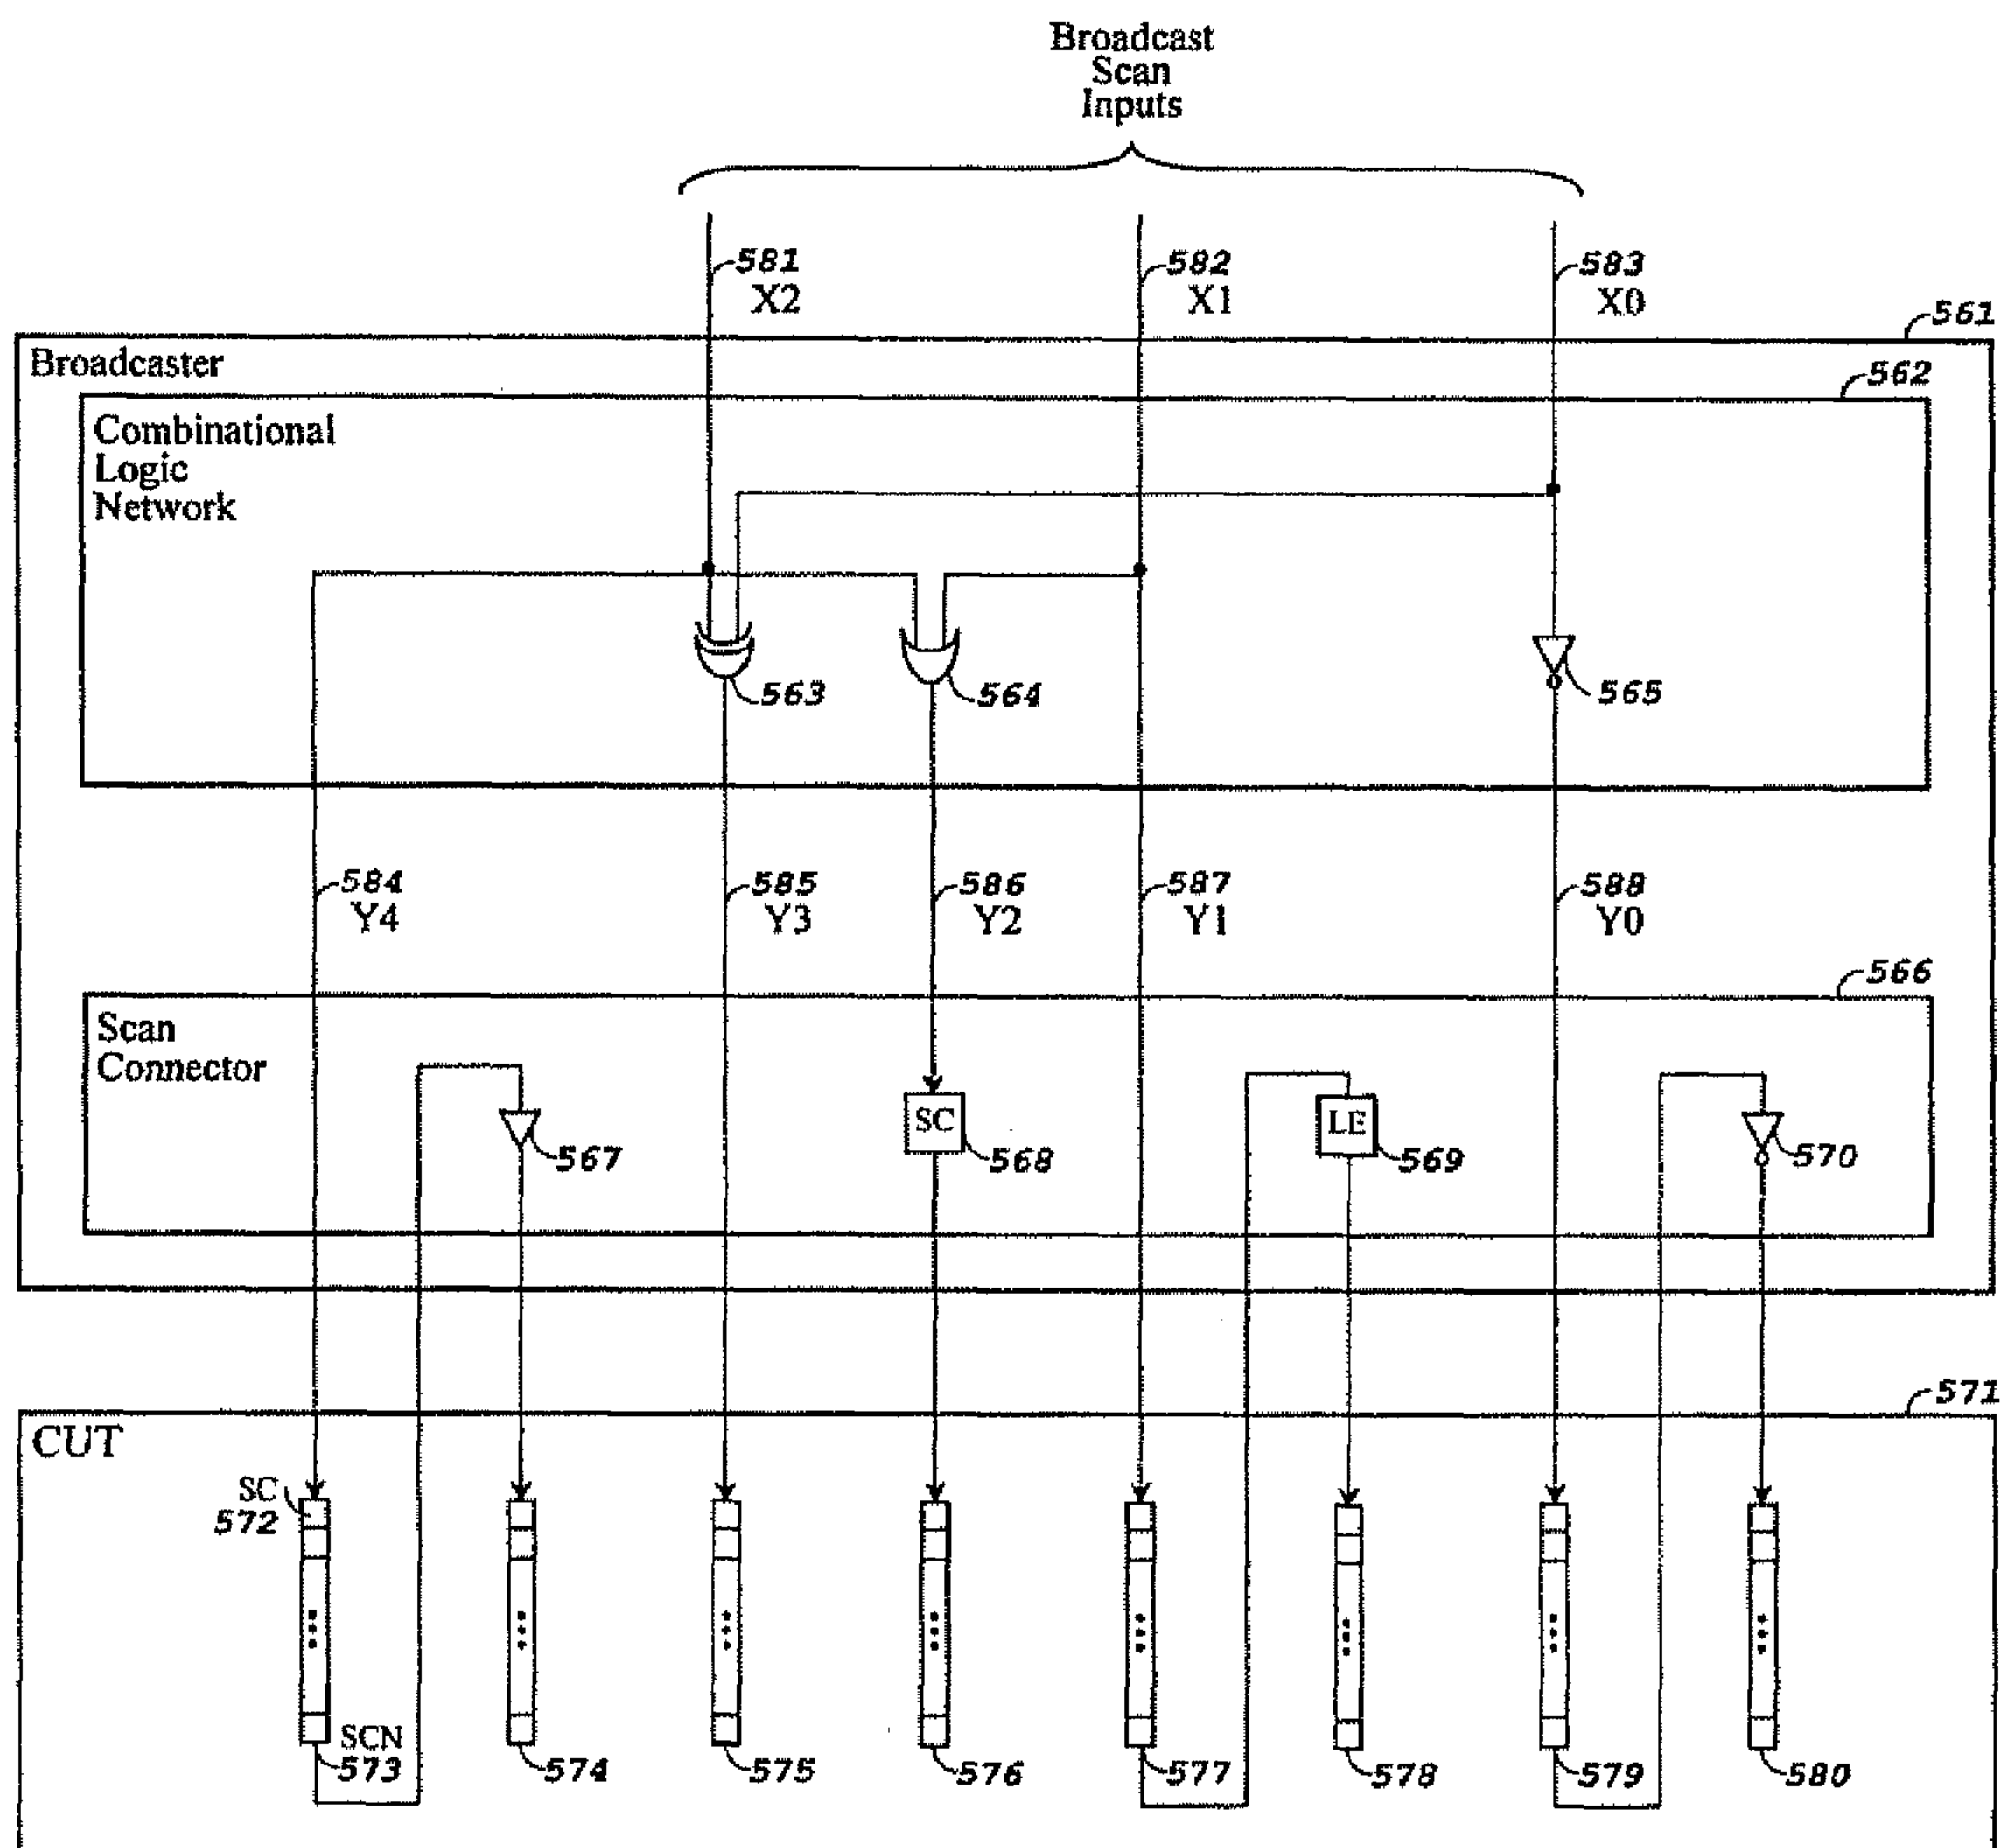 Broadcast
Scan
Inputs
581
X2
582
X1
583
X0
561
Broadcaster
562
Combinational
Logic
Network
563
564
565
584
Y4
585
Y3
586
Y2
587
Y1
588
Y0
566
Scan
Connector
567
SC
568
LE
569
570
571
CUT
SC
572
SCN
573
574
575
576
577
578
579
580